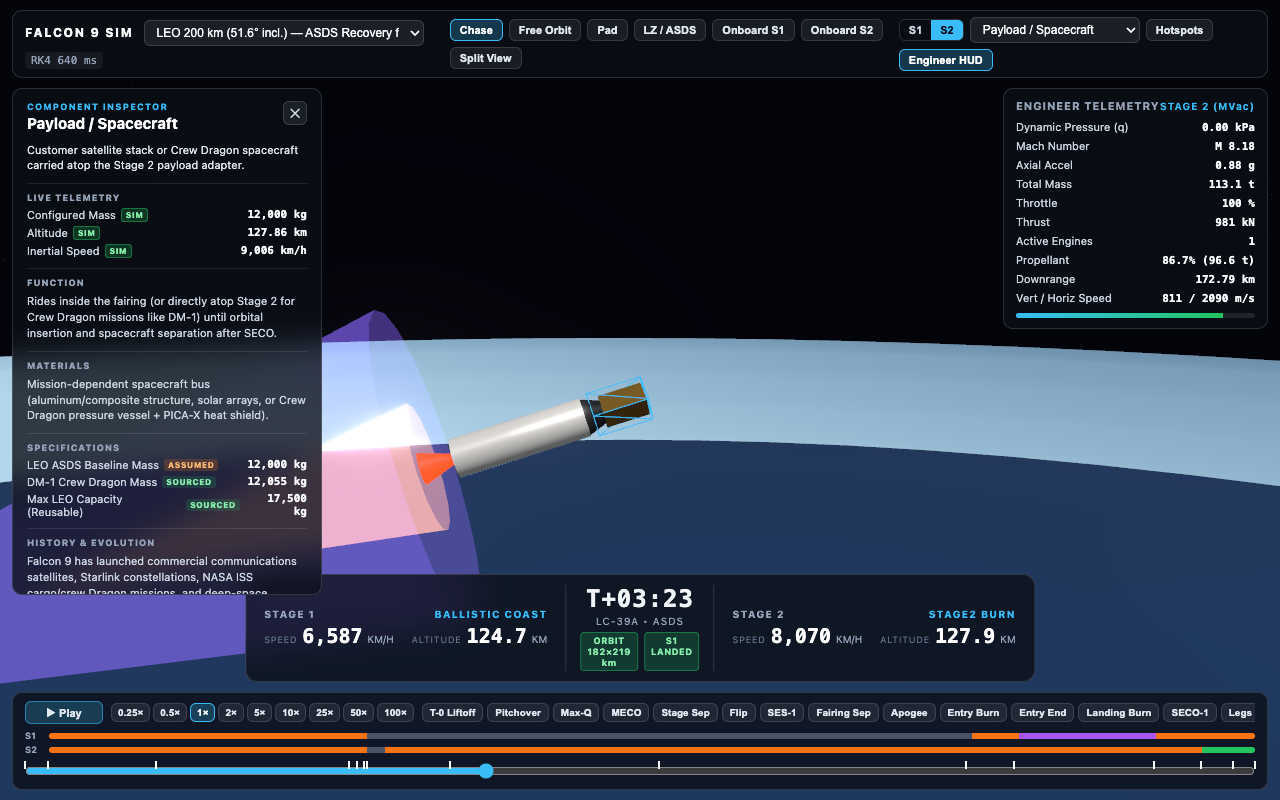 FALCON 9 SIM
LEO 200 km (51.6° incl.) — ASDS Recovery f
RK4 640 ms
Chase
Free Orbit
Pad
LZ / ASDS
Onboard S1
Onboard S2
Split View
S1
S2
Payload / Spacecraft
Hotspots
Engineer HUD
COMPONENT INSPECTOR
Payload / Spacecraft
Customer satellite stack or Crew Dragon spacecraft
carried atop the Stage 2 payload adapter.
LIVE TELEMETRY
Configured Mass SIM 12,000 kg
Altitude SIM 127.86 km
Inertial Speed SIM 9,006 km/h
FUNCTION
Rides inside the fairing (or directly atop Stage 2 for
Crew Dragon missions like DM-1) until orbital
insertion and spacecraft separation after SECO.
MATERIALS
Mission-dependent spacecraft bus
(aluminum/composite structure, solar arrays, or Crew
Dragon pressure vessel + PICA-X heat shield).
SPECIFICATIONS
LEO ASDS Baseline Mass ASSUMED 12,000 kg
DM-1 Crew Dragon Mass SOURCED 12,055 kg
Max LEO Capacity (Reusable) SOURCED 17,500 kg
HISTORY & EVOLUTION
Falcon 9 has launched commercial communications
satellites, Starlink constellations, NASA ISS
cargo/crew Dragon missions, and deep-space
ENGINEER TELEMETRY STAGE 2 (MVac)
Dynamic Pressure (q) 0.00 kPa
Mach Number M 8.18
Axial Accel 0.88 g
Total Mass 113.1 t
Throttle 100 %
Thrust 981 kN
Active Engines 1
Propellant 86.7% (96.6 t)
Downrange 172.79 km
Vert / Horiz Speed 811 / 2090 m/s
STAGE 1 BALLISTIC COAST
SPEED 6,587 KM/H ALTITUDE 124.7 KM
T+03:23
LC-39A • ASDS
ORBIT
182×219
km
S1
LANDED
STAGE 2 STAGE2 BURN
SPEED 8,070 KM/H ALTITUDE 127.9 KM
▶ Play
0.25×
0.5×
1×
2×
5×
10×
25×
50×
100×
T-0 Liftoff
Pitchover
Max-Q
MECO
Stage Sep
Flip
SES-1
Fairing Sep
Apogee
Entry Burn
Entry End
Landing Burn
SECO-1
Legs
S1
S2